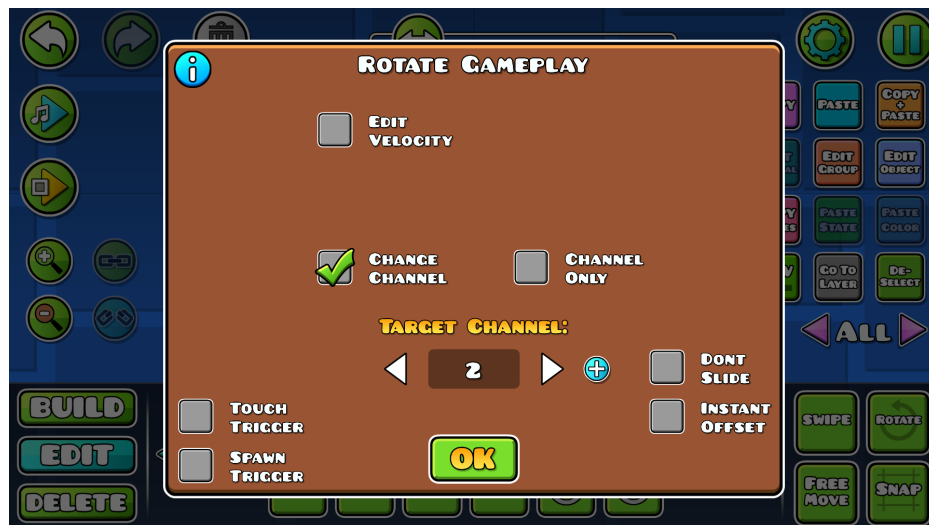 Rotate Gameplay
Edit
Velocity
Change
Channel
Channel
Only
Target Channel:
2
Dont
Slide
Touch
Trigger
Instant
Offset
Spawn
Trigger
OK
Build
Edit
Delete
Paste
Copy
+
Paste
Edit
Group
Edit
Object
Paste
State
Paste
Color
Go To
Layer
De-
Select
All
Swipe
Rotate
Free
Move
Snap